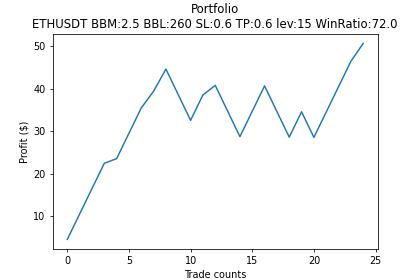 Portfolio
ETHUSDT BBM:2.5 BBL:260 SL:0.6 TP:0.6 lev:15 WinRatio:72.0
50
40
30
20
10
Profit ($)
0 5 10 15 20 25
Trade counts